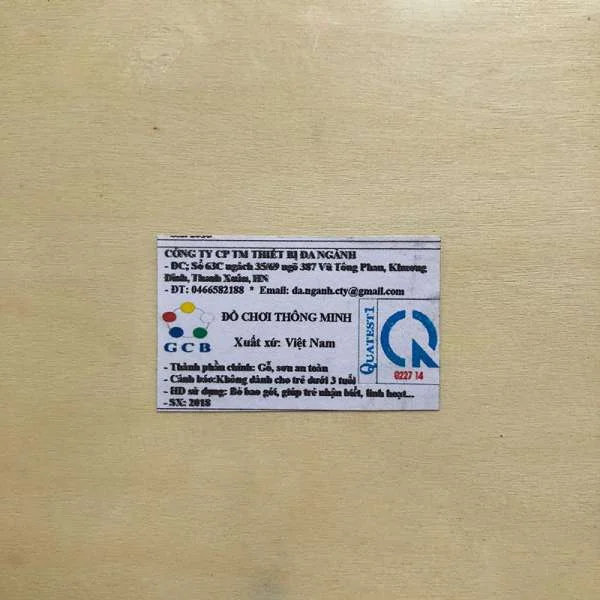 CÔNG TY CP TM THIẾT BỊ ĐA NGÀNH
- ĐC; Số 63C ngách 35/69 ngõ 387 Vũ Tông Phan, Khương
Đình, Thanh Xuân, HN
- ĐT: 0466582188 * Email: da.nganh.cty@gmail.com
ĐỒ CHƠI THÔNG MINH
GCB
Xuất xứ: Việt Nam
QUATEST1
CR
0227 14
- Thành phần chính: Gỗ, sơn an toàn
- Cảnh báo:Không dành cho trẻ dưới 3 tuổi
- HD sử dụng: Bỏ bao gói, giúp trẻ nhận biết, linh hoạt...
- SX: 2018